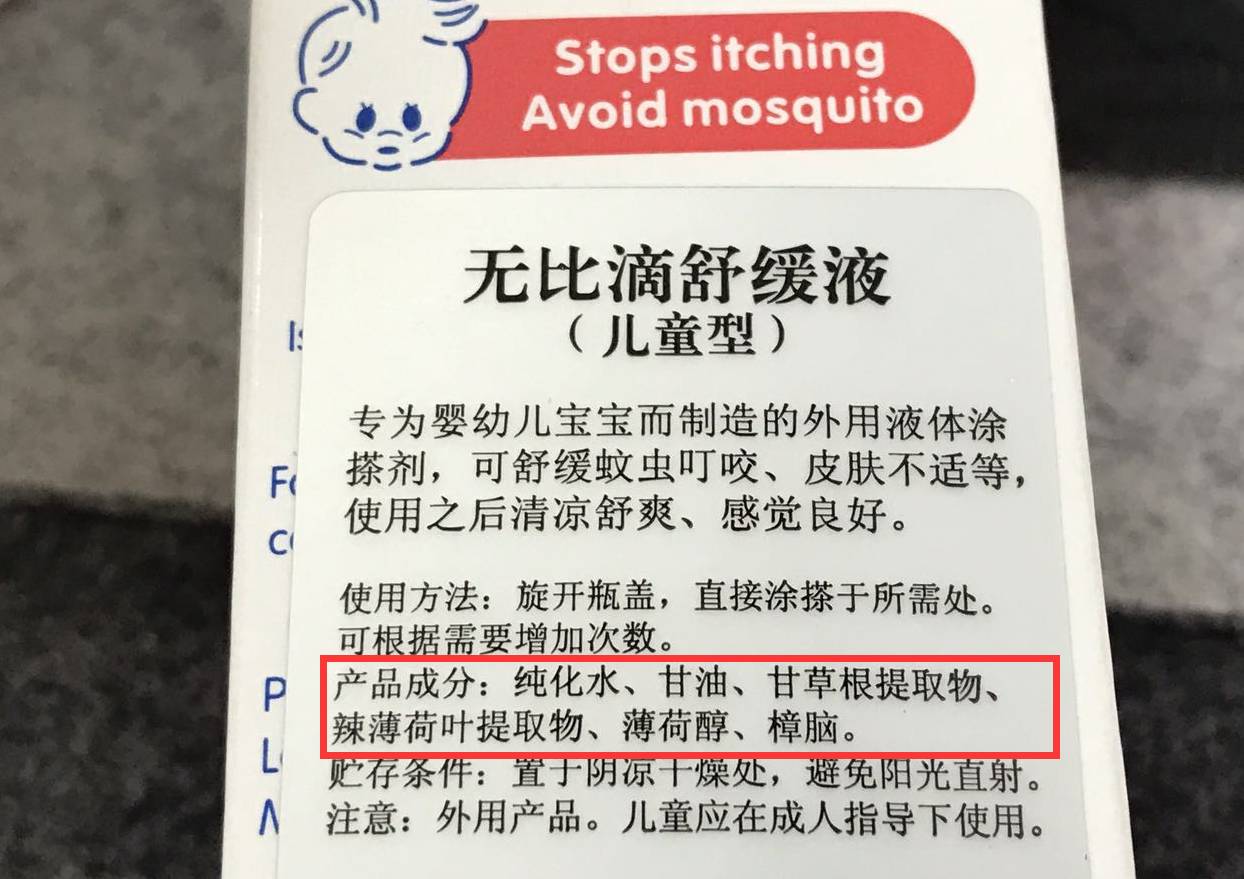 Stops itching
Avoid mosquito
无比滴舒缓液
（儿童型）
专为婴幼儿宝宝而制造的外用液体涂
搽剂，可舒缓蚊虫叮咬、皮肤不适等，
使用之后清凉舒爽、感觉良好。
使用方法：旋开瓶盖，直接涂搽于所需处。
可根据需要增加次数。
产品成分：纯化水、甘油、甘草根提取物、
辣薄荷叶提取物、薄荷醇、樟脑。
贮存条件：置于阴凉干燥处，避免阳光直射。
注意：外用产品。儿童应在成人指导下使用。